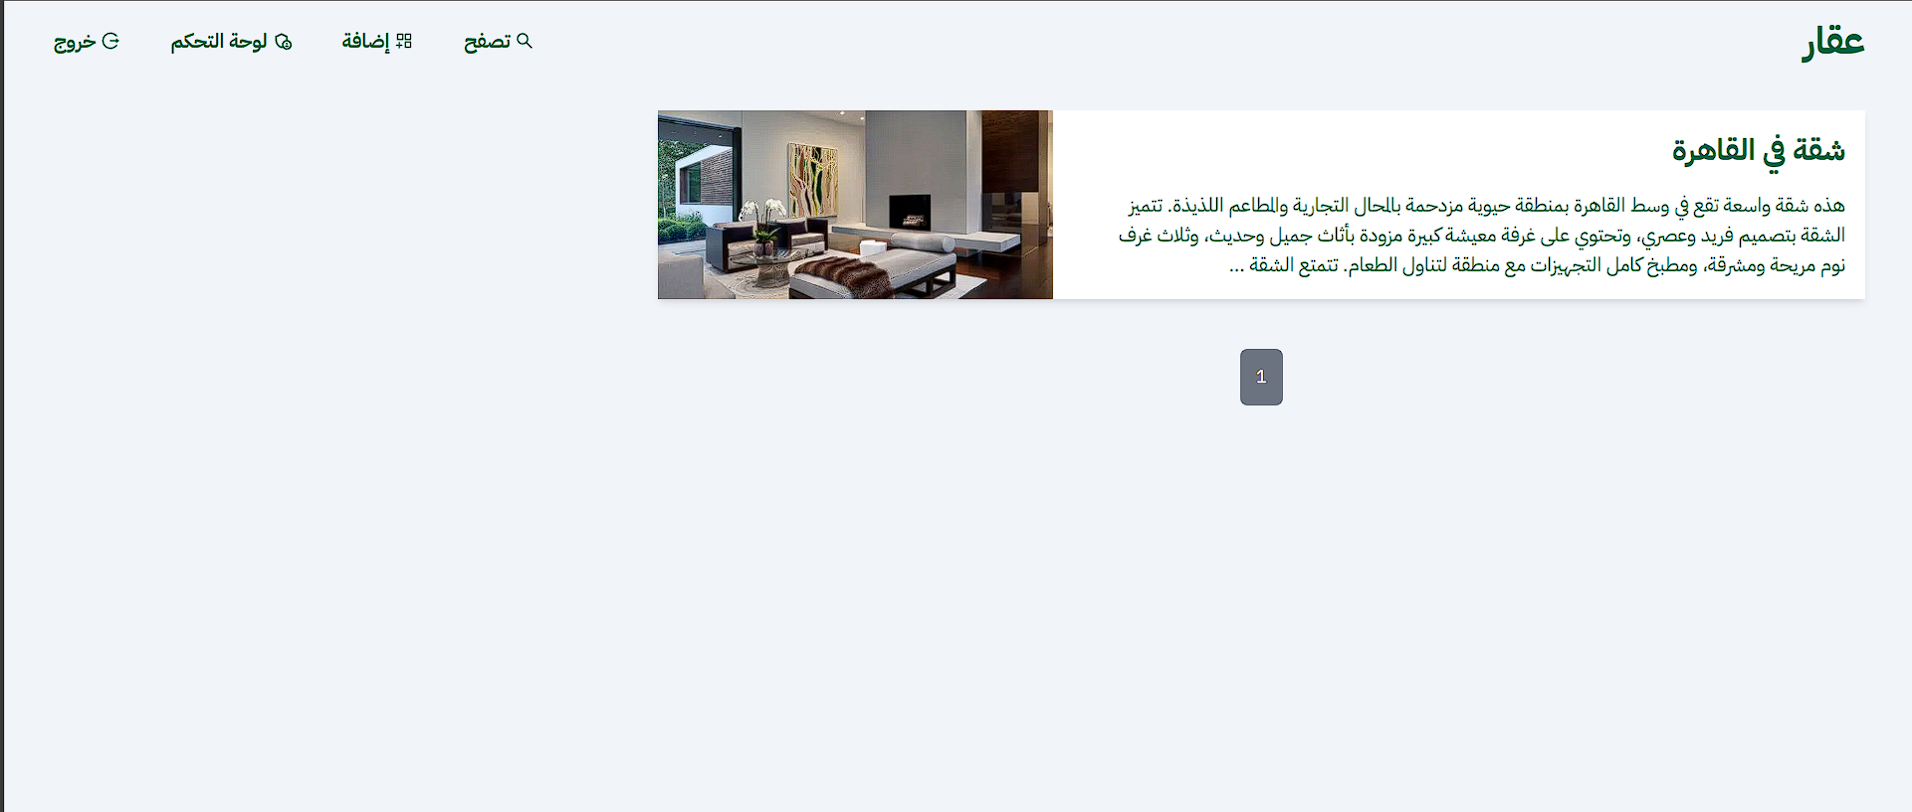 عقار
تصفح
إضافة
لوحة التحكم
خروج
شقة في القاهرة
هذه شقة واسعة تقع في وسط القاهرة بمنطقة حيوية مزدحمة بالمحال التجارية والمطاعم اللذيذة. تتميز
الشقة بتصميم فريد وعصري، وتحتوي على غرفة معيشة كبيرة مزودة بأثاث جميل وحديث، وثلاث غرف
نوم مريحة ومشرقة، ومطبخ كامل التجهيزات مع منطقة لتناول الطعام. تتمتع الشقة ...
1